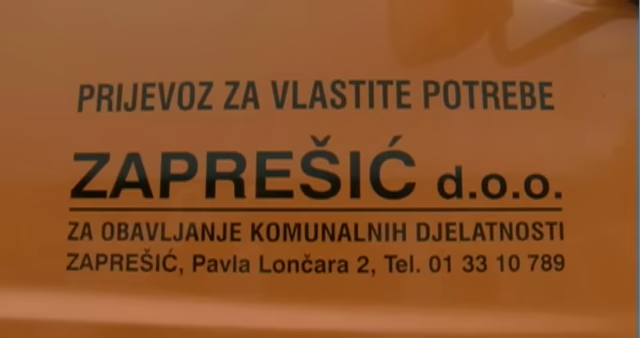 PRIJEVOZ ZA VLASTITE POTREBE
ZAPREŠIĆ d.o.o.
ZA OBAVLJANJE KOMUNALNIH DJELATNOSTI
ZAPREŠIĆ, Pavla Lončara 2, Tel. 01 33 10 789